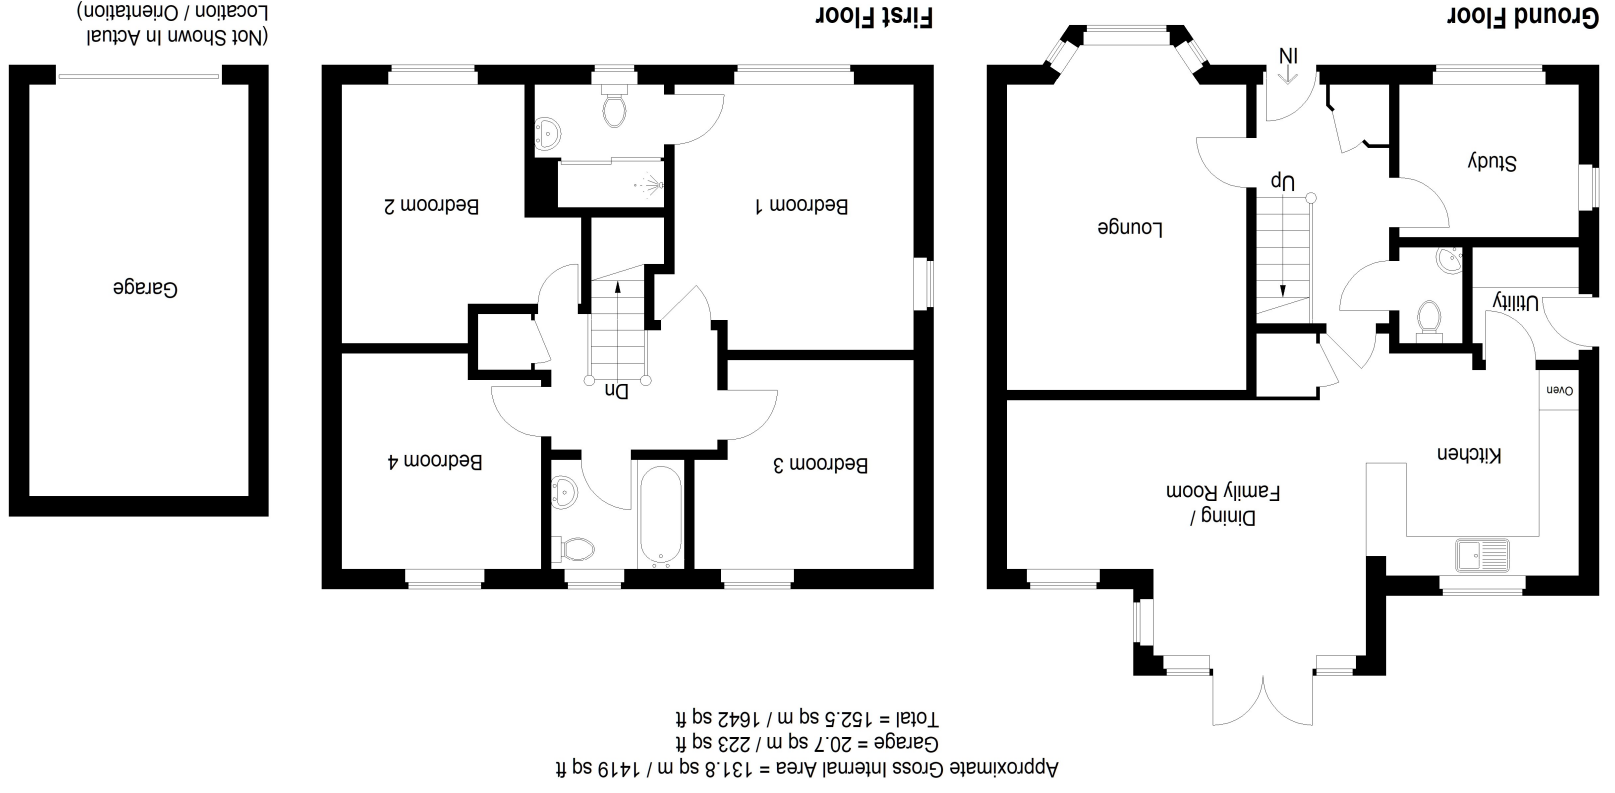 Approximate Gross Internal Area = 131.8 sq m / 1419 sq ft
Garage = 20.7 sq m / 223 sq ft
Total = 152.5 sq m / 1642 sq ft
Kitchen
Dining /
Family Room
Oven
Utility
Up
Lounge
Study
IN
Ground Floor
Bedroom 3
Bedroom 4
Dn
Bedroom 1
Bedroom 2
First Floor
Garage
(Not Shown In Actual
Location / Orientation)